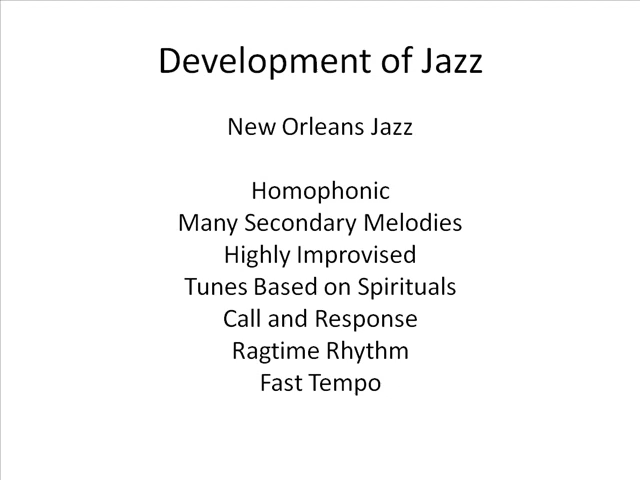 Development of Jazz
New Orleans Jazz
Homophonic
Many Secondary Melodies
Highly Improvised
Tunes Based on Spirituals
Call and Response
Ragtime Rhythm
Fast Tempo